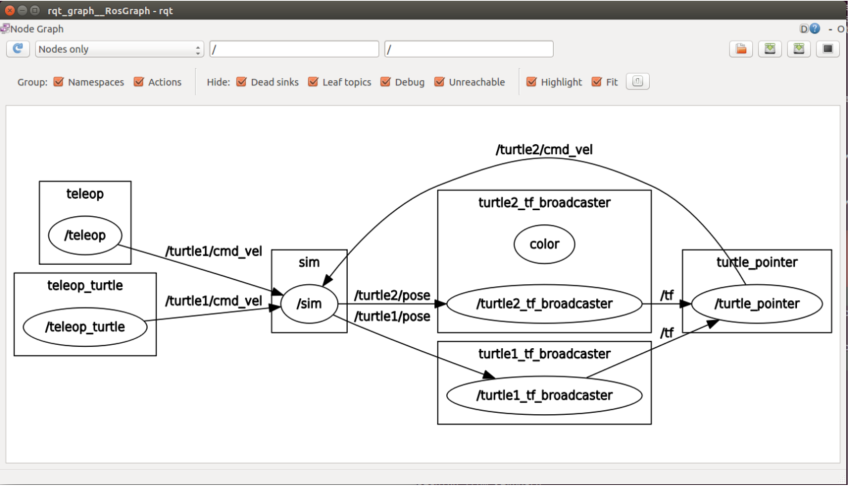 rqt_graph__RosGraph - rqt
Node Graph
D - O
Nodes only / /
Group: Namespaces Actions Hide: Dead sinks Leaf topics Debug Unreachable Highlight Fit
/turtle2/cmd_vel
teleop
/teleop
/turtle1/cmd_vel
teleop_turtle
/teleop_turtle
/turtle1/cmd_vel
sim
/sim
/turtle2/pose
/turtle1/pose
turtle2_tf_broadcaster
color
/turtle2_tf_broadcaster
/tf
turtle1_tf_broadcaster
/turtle1_tf_broadcaster
/tf
turtle_pointer
/turtle_pointer